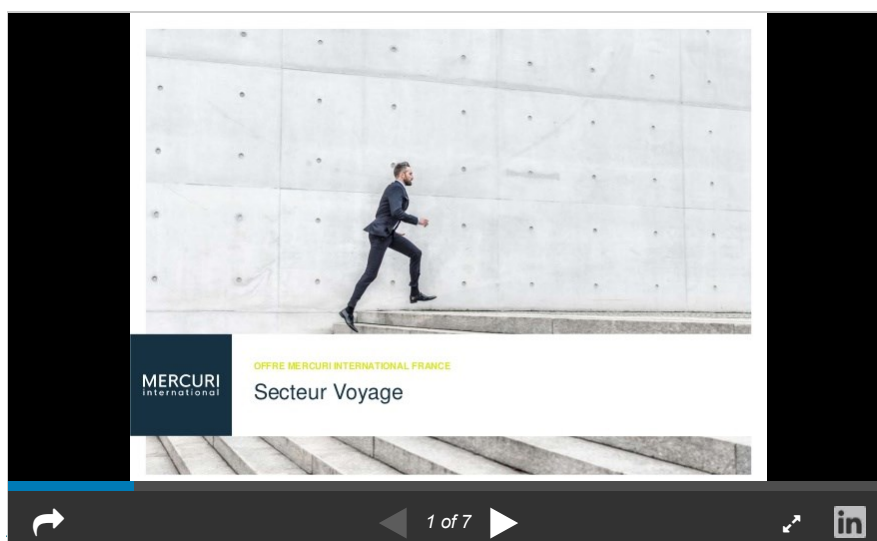 OFFRE MERCURI INTERNATIONAL FRANCE
MERCURI
international
Secteur Voyage
1 of 7
in